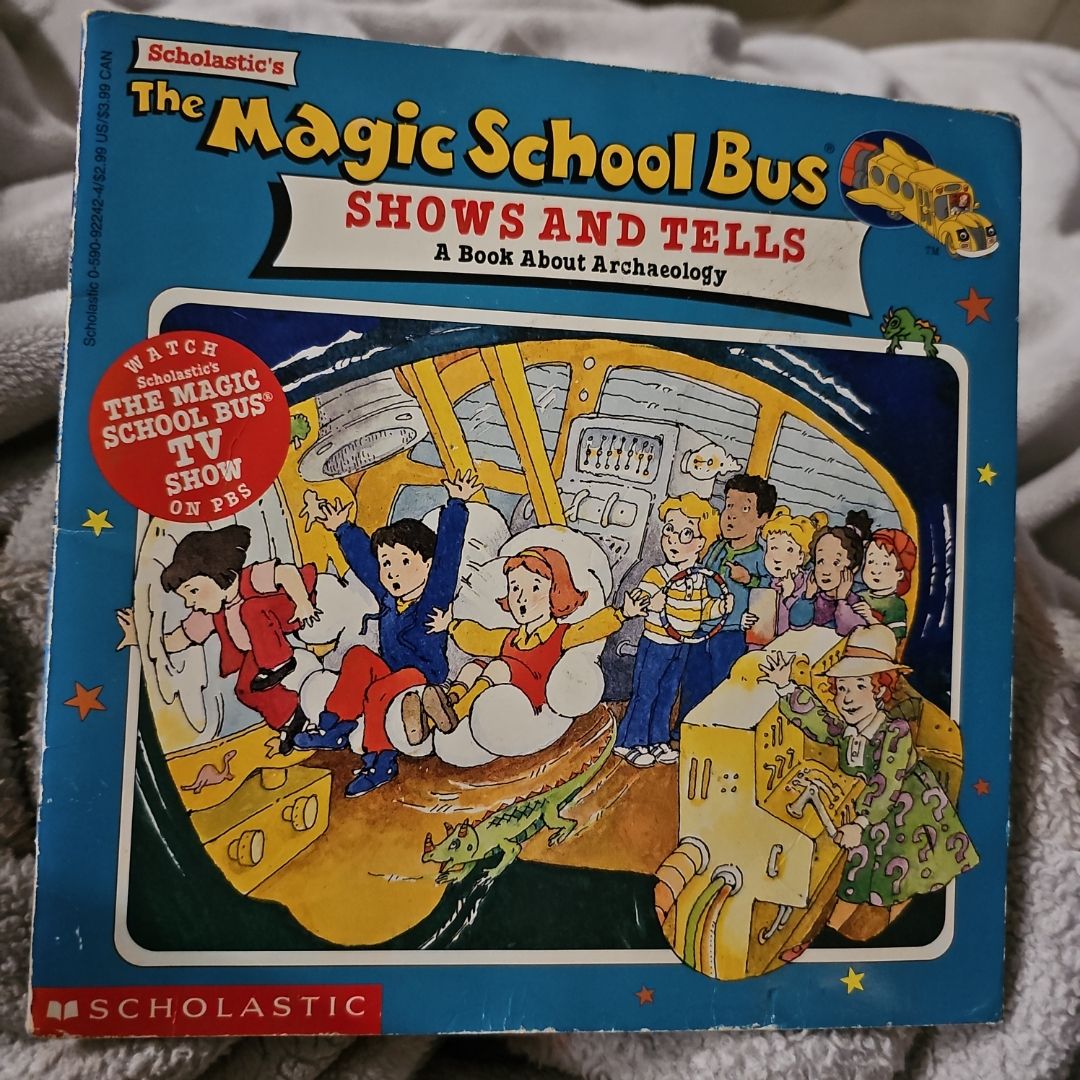 Scholastic 0-590-92242-4/$2.99 US/$3.99 CAN
Scholastic's
The Magic School Bus®
TM
SHOWS AND TELLS
A Book About Archaeology
WATCH
Scholastic's
THE MAGIC
SCHOOL BUS®
TV
SHOW
ON PBS
SCHOLASTIC